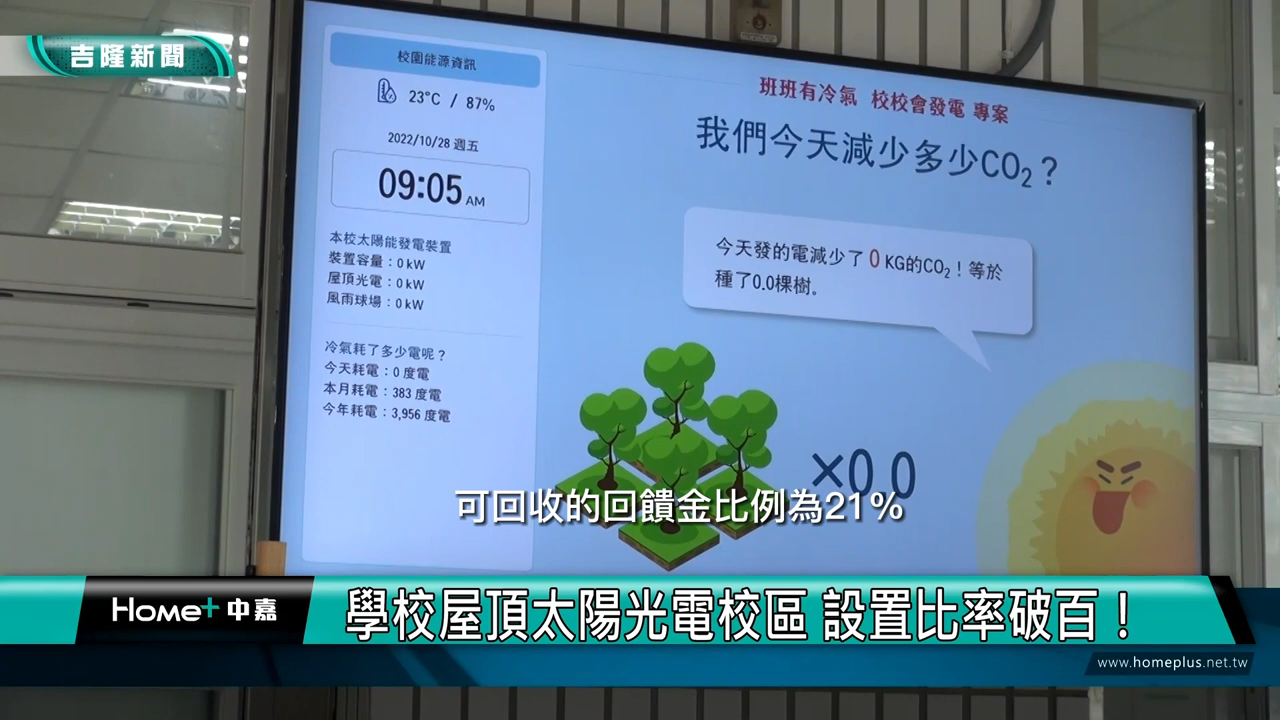 吉隆新聞
校園能源資訊
23°C / 87%
2022/10/28 週五
09:05 AM
本校太陽能發電裝置
裝置容量：0 kW
屋頂光電：0 kW
風雨球場：0 kW
冷氣耗了多少電呢？
今天耗電：0 度電
本月耗電：383 度電
今年耗電：3,956 度電
班班有冷氣 校校會發電 專案
我們今天減少多少CO₂？
今天發的電減少了 0 KG的CO₂！等於
種了0.0棵樹。
×0.0
可回收的回饋金比例為21%
Home+ 中嘉
學校屋頂太陽光電校區 設置比率破百！
www.homeplus.net.tw